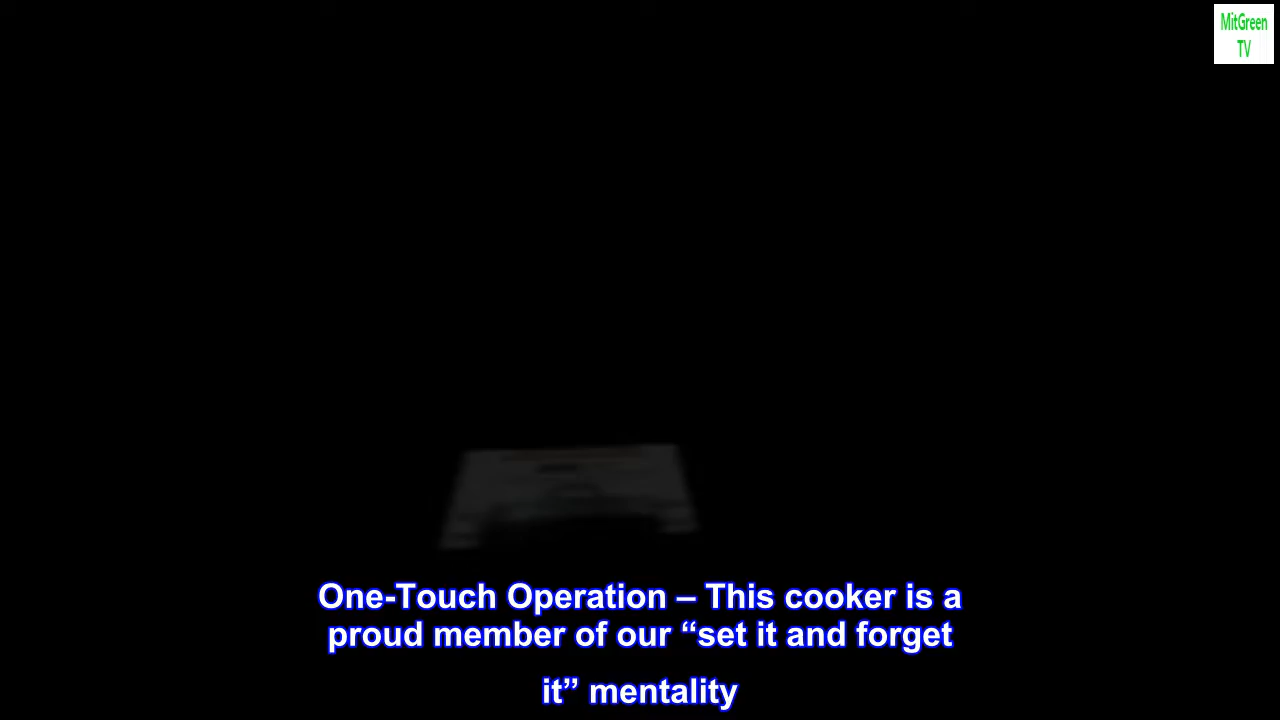 MitGreen
TV
One-Touch Operation – This cooker is a
proud member of our “set it and forget
it” mentality